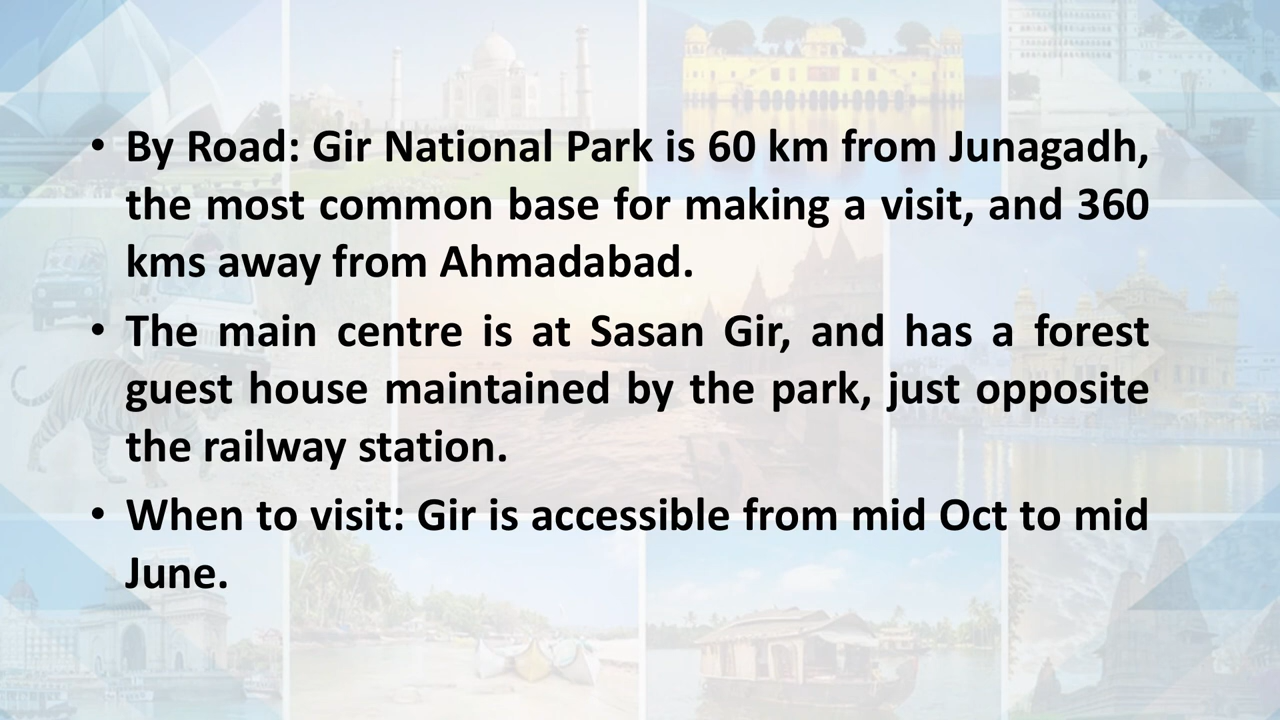 • By Road: Gir National Park is 60 km from Junagadh,
the most common base for making a visit, and 360
kms away from Ahmadabad.
• The main centre is at Sasan Gir, and has a forest
guest house maintained by the park, just opposite
the railway station.
• When to visit: Gir is accessible from mid Oct to mid
June.